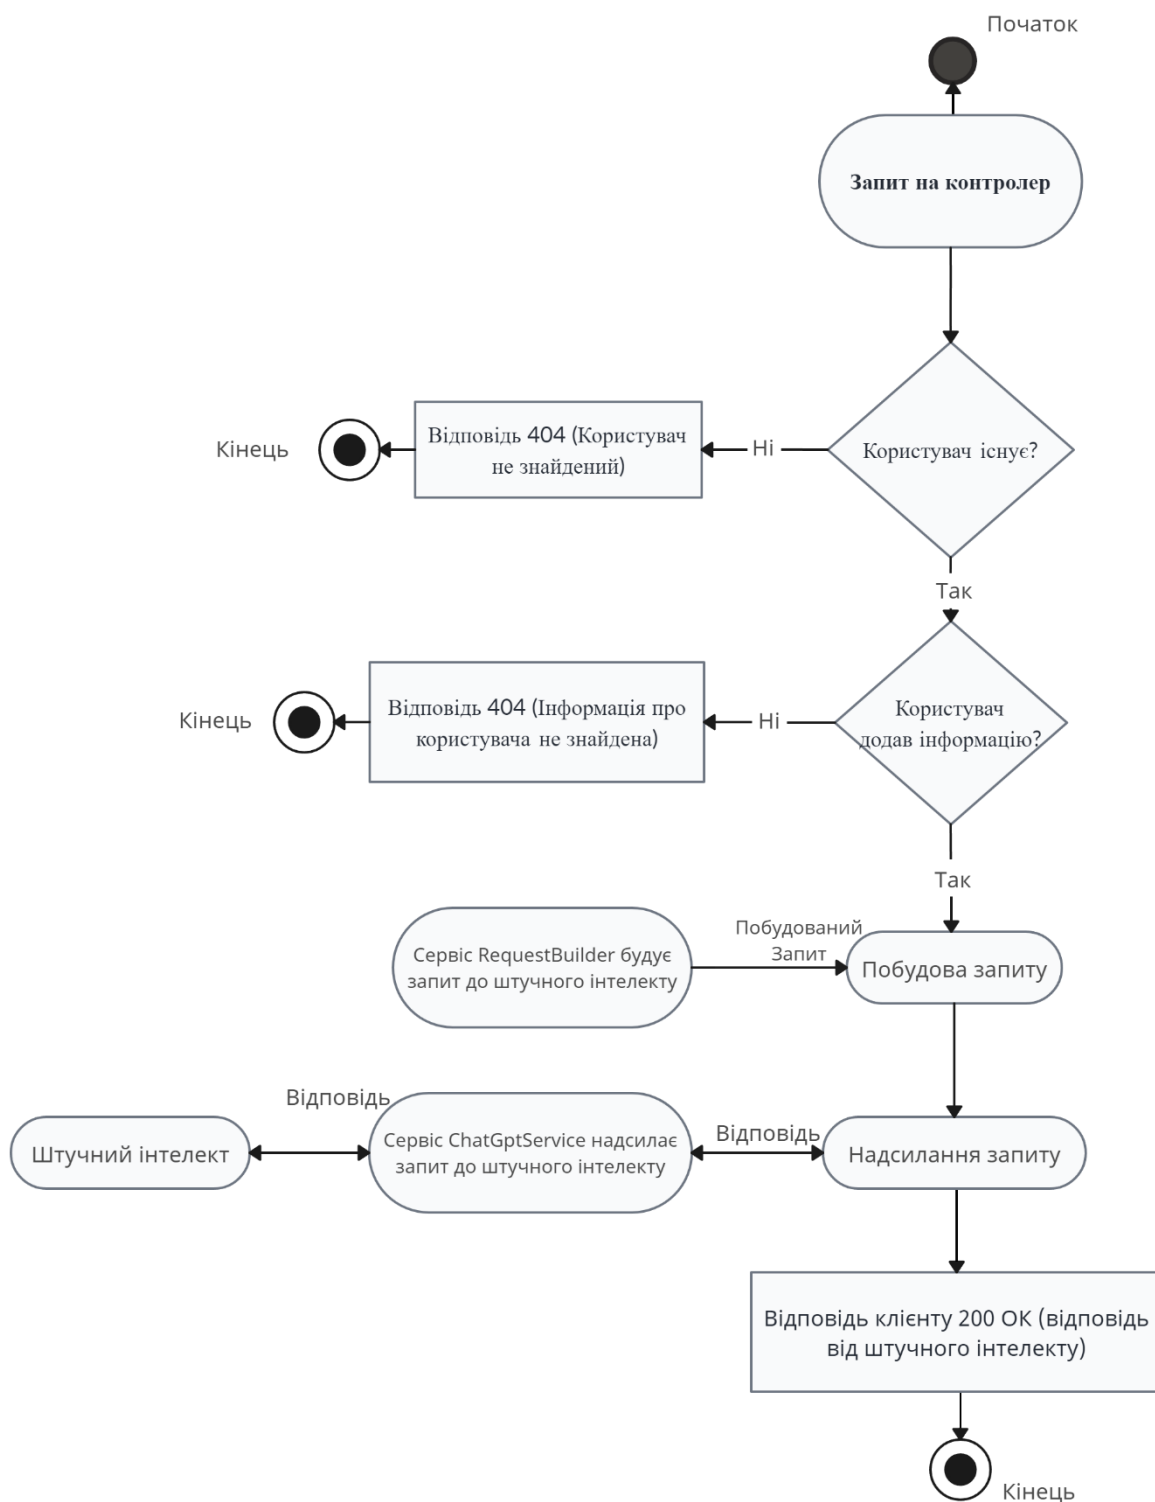 Початок
Запит на контролер
Кінець
Відповідь 404 (Користувач
не знайдений)
Ні
Користувач існує?
Так
Кінець
Відповідь 404 (Інформація про
користувача не знайдена)
Ні
Користувач
додав інформацію?
Так
Сервіс RequestBuilder будує
запит до штучного інтелекту
Побудований
Запит
Побудова запиту
Штучний інтелект
Відповідь
Сервіс ChatGptService надсилає
запит до штучного інтелекту
Відповідь
Надсилання запиту
Відповідь клієнту 200 ОК (відповідь
від штучного інтелекту)
Кінець